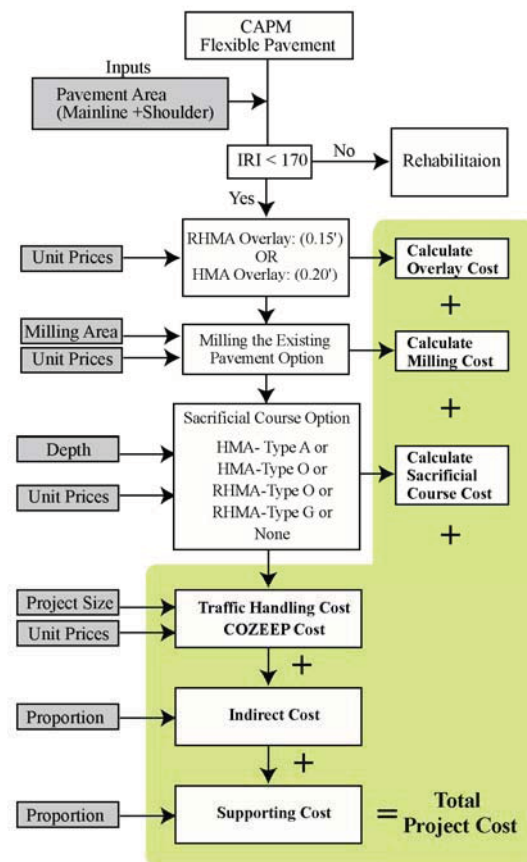 CAPM
Flexible Pavement
Inputs
Pavement Area
(Mainline +Shoulder)
IRI < 170
No
Rehabilitaion
Yes
Unit Prices
RHMA Overlay: (0.15')
OR
HMA Overlay: (0.20')
Calculate
Overlay Cost
+
Milling Area
Unit Prices
Milling the Existing
Pavement Option
Calculate
Milling Cost
+
Sacrificial Course Option
Depth
Unit Prices
HMA- Type A or
HMA-Type O or
RHMA-Type O or
RHMA-Type G or
None
Calculate
Sacrificial
Course Cost
+
Project Size
Unit Prices
Traffic Handling Cost
COZEEP Cost
+
Proportion
Indirect Cost
+
Proportion
Supporting Cost
= Total
Project Cost